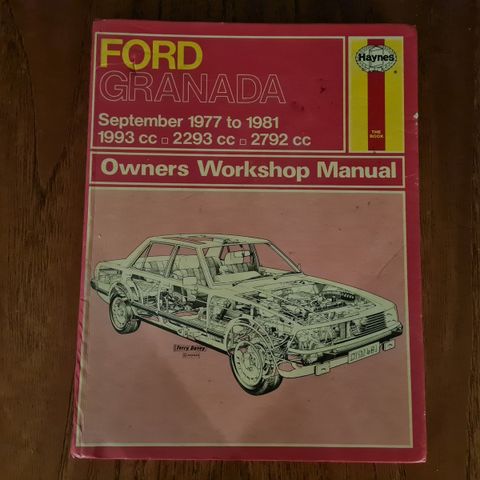 FORD
GRANADA
Haynes
September 1977 to 1981
1993 cc □ 2293 cc □ 2792 cc
THE
BOOK
Owners Workshop Manual
Terry Davey